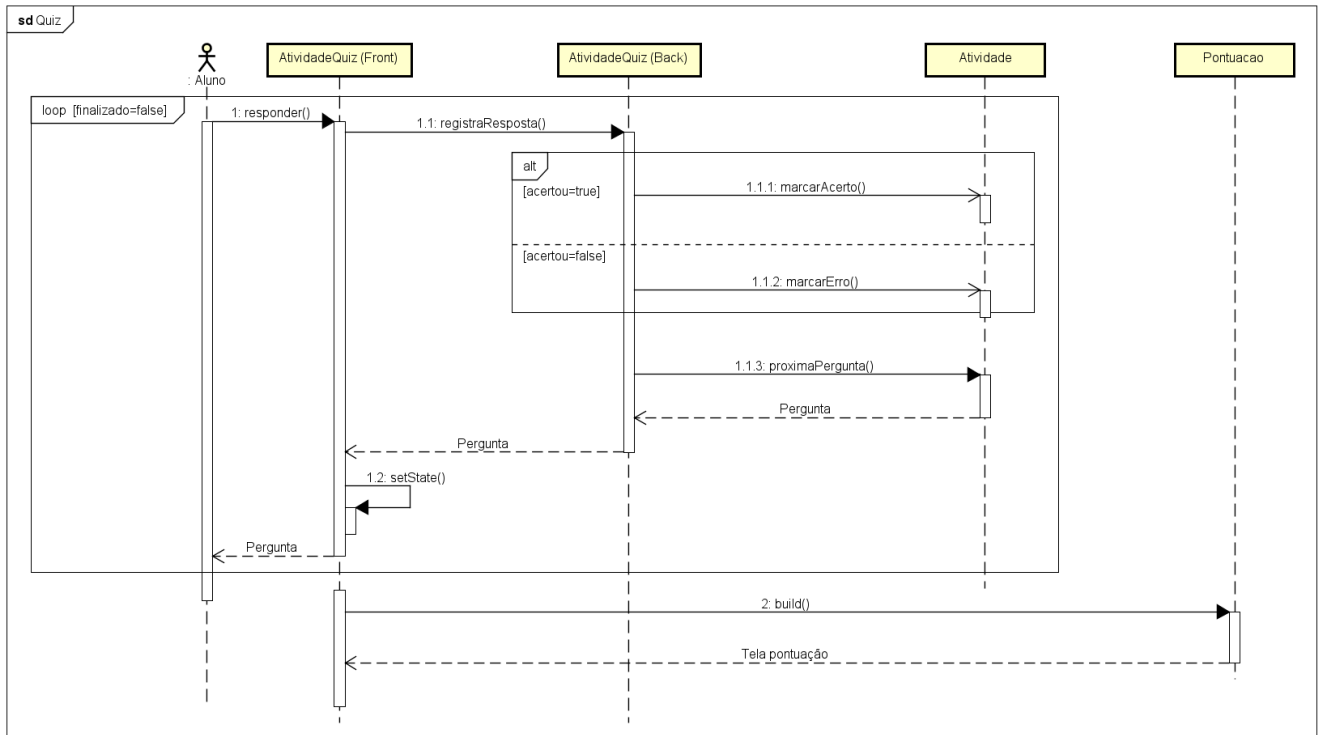 sd Quiz
: Aluno
AtividadeQuiz (Front)
AtividadeQuiz (Back)
Atividade
Pontuacao
loop [finalizado=false]
1: responder()
1.1: registraResposta()
alt
[acertou=true]
1.1.1: marcarAcerto()
[acertou=false]
1.1.2: marcarErro()
1.1.3: proximaPergunta()
Pergunta
Pergunta
1.2: setState()
Pergunta
2: build()
Tela pontuação